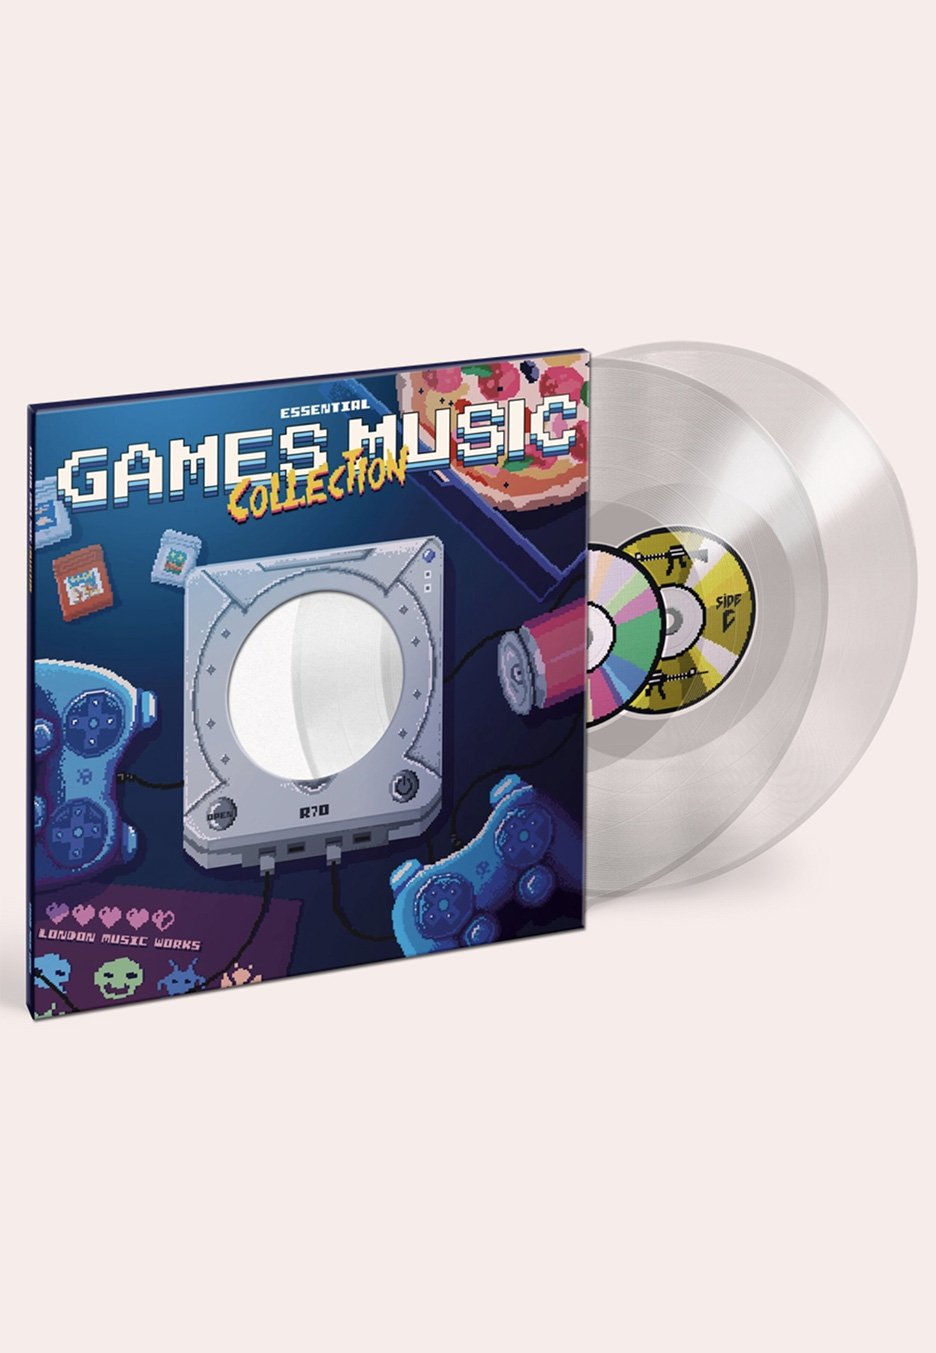 ESSENTIAL
GAMES MUSIC
COLLECTION
SIDE
C
OPEN
R70
LONDON MUSIC WORKS